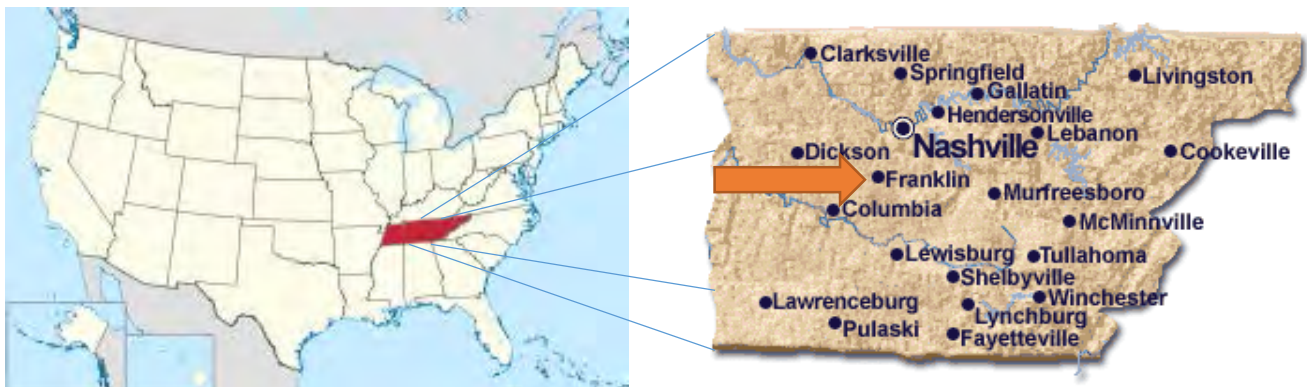 Clarksville
Springfield
Livingston
Gallatin
Hendersonville
Lebanon
Nashville
Dickson
Cookeville
Franklin
Murfreesboro
Columbia
McMinnville
Lewisburg
Tullahoma
Shelbyville
Winchester
Lawrenceburg
Lynchburg
Pulaski
Fayetteville